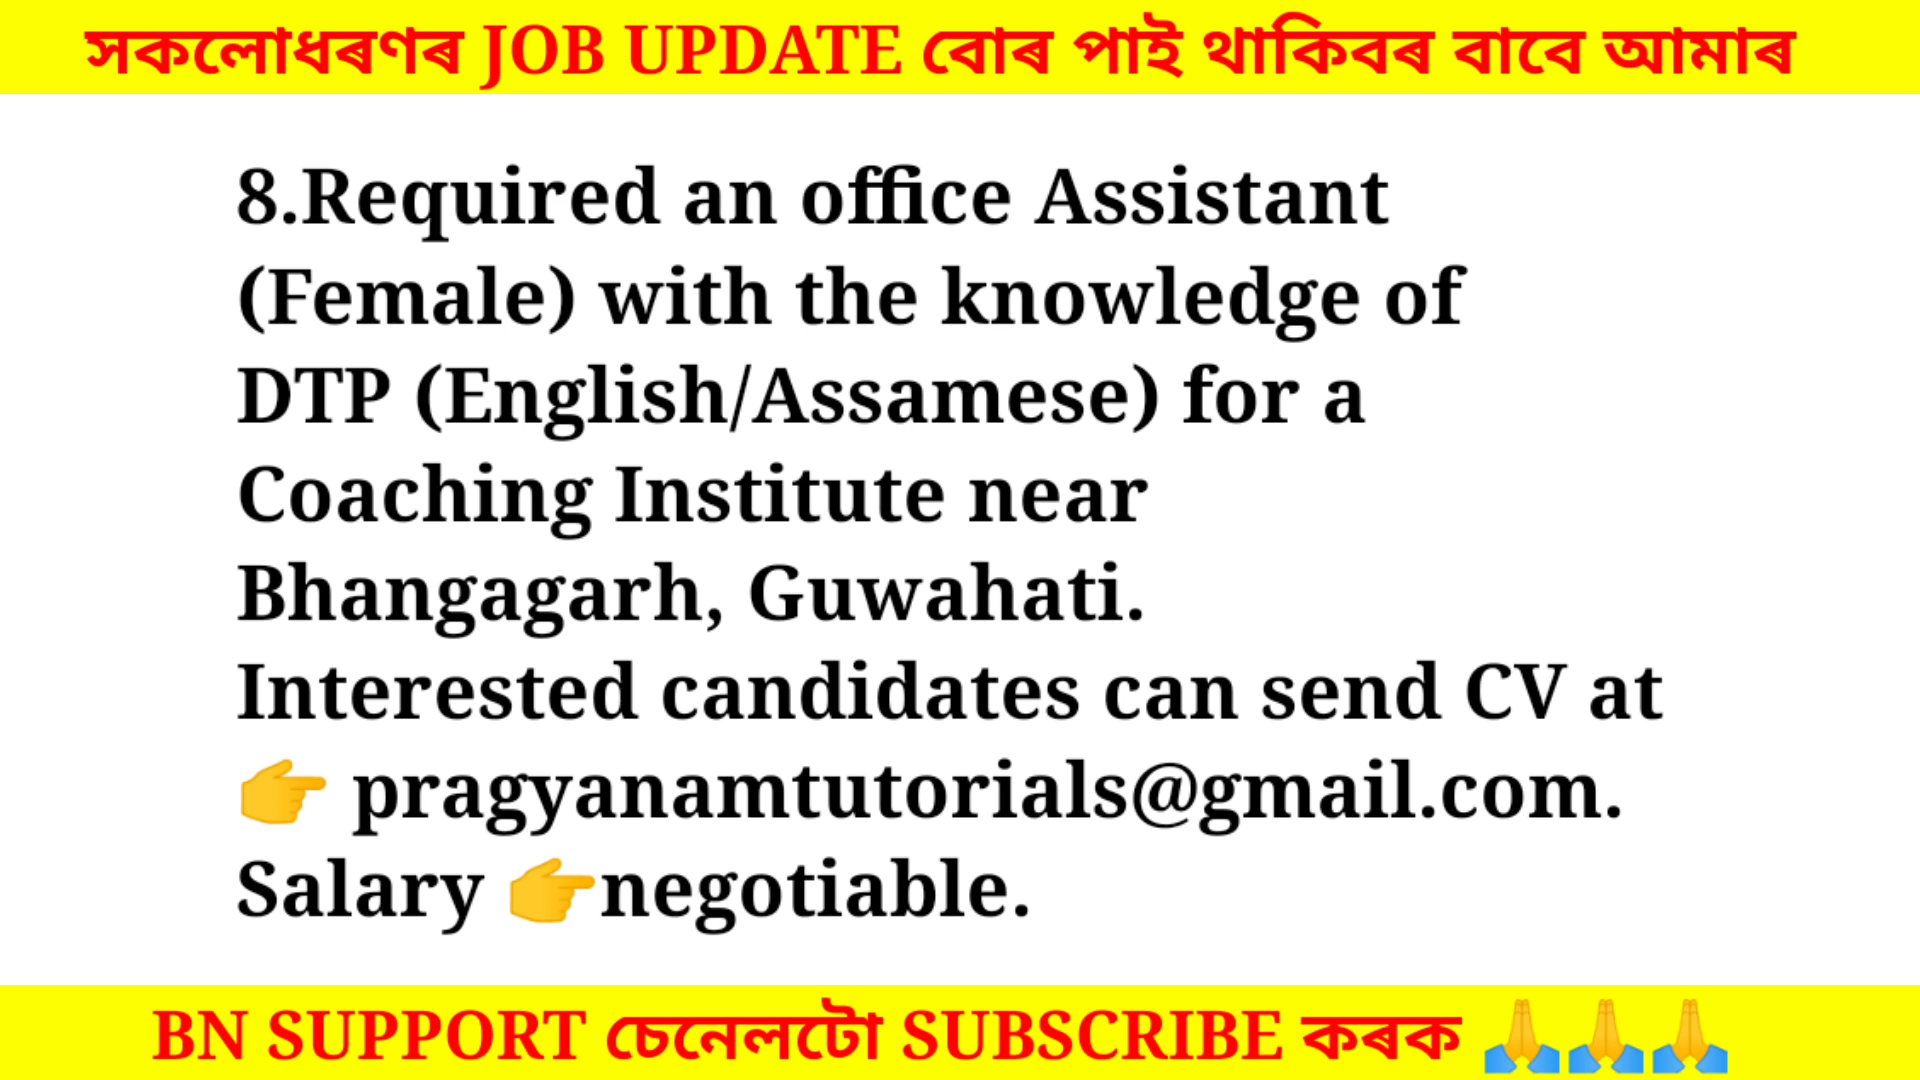 সকলোধৰণৰ JOB UPDATE বোৰ পাই থাকিবৰ বাবে আমাৰ
8.Required an office Assistant
(Female) with the knowledge of
DTP (English/Assamese) for a
Coaching Institute near
Bhangagarh, Guwahati.
Interested candidates can send CV at
👉 pragyanamtutorials@gmail.com.
Salary 👉negotiable.
BN SUPPORT চেনেলটো SUBSCRIBE কৰক 🙏🙏🙏